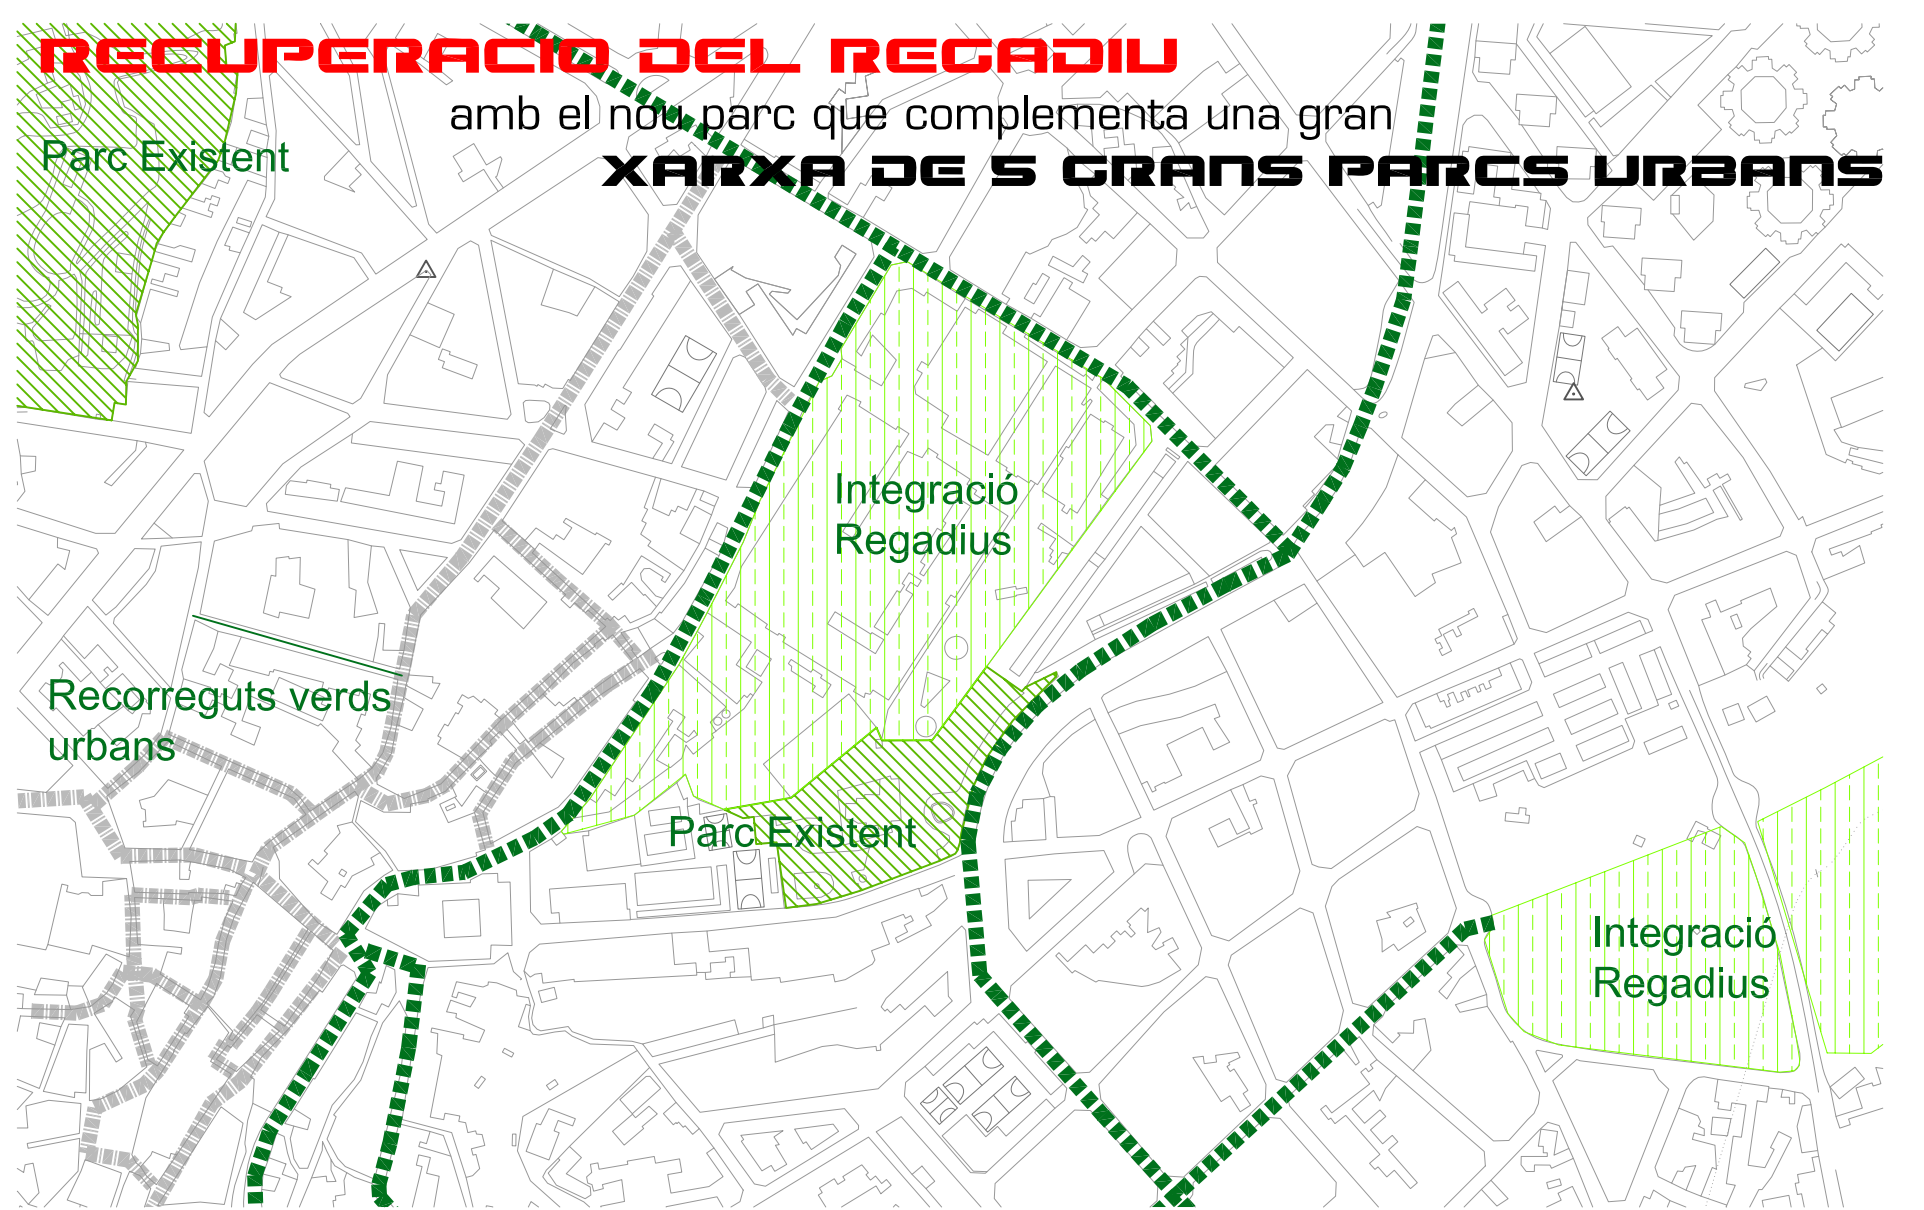 RECUPERACIO DEL REGADIU
amb el nou parc que complementa una gran
XARXA DE 5 GRANS PARCS URBANS
Parc Existent
Integració
Regadius
Recorreguts verds
urbans
Parc Existent
Integració
Regadius